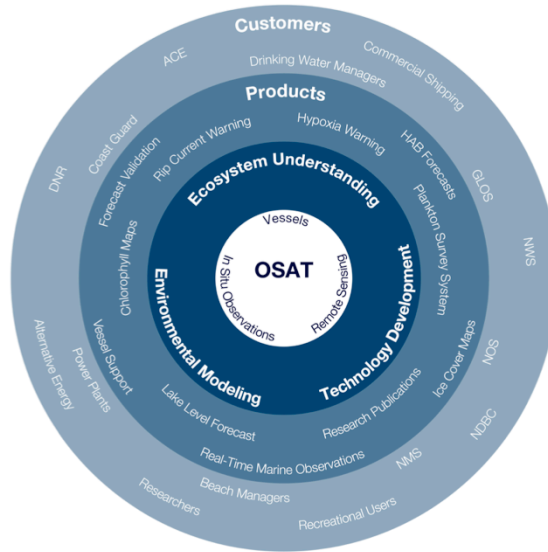 Customers
ACE
Drinking Water Managers
Commercial Shipping
Coast Guard
DNR
GLOS
NWS
NOS
NDBC
NMS
Recreational Users
Beach Managers
Researchers
Power Plants
Alternative Energy
Products
Rip Current Warning
Hypoxia Warning
Forecast Validation
HAB Forecasts
Chlorophyll Maps
Plankton Survey System
Vessel Support
Ice Cover Maps
Lake Level Forecast
Research Publications
Real-Time Marine Observations
Ecosystem Understanding
Environmental Modeling
Technology Development
Vessels
OSAT
In Situ Observations
Remote Sensing